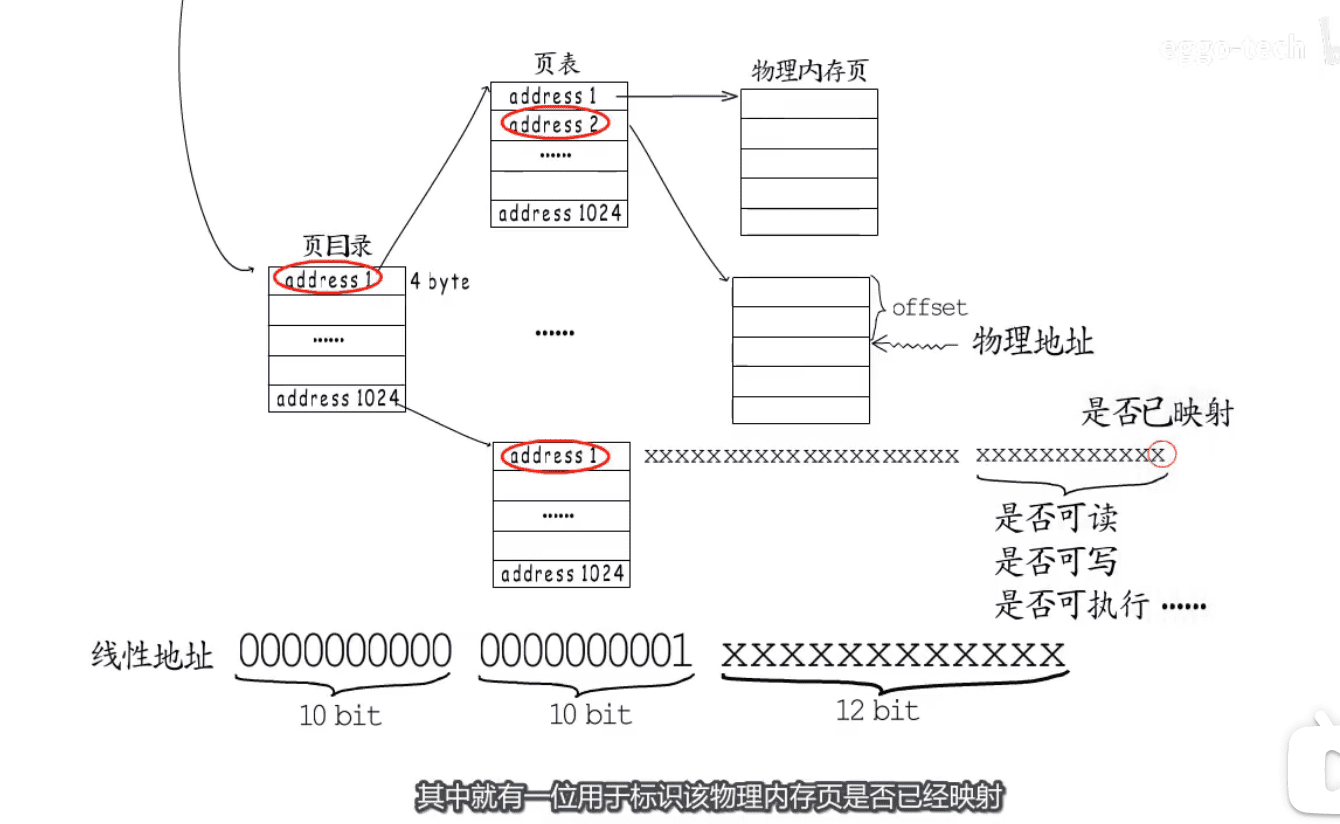 eggo-tech
页表
物理内存页
address 1
address 2
......
address 1024
页目录
address 1
4 byte
......
address 1024
......
offset
物理地址
是否已映射
address 1
xxxxxxxxxxxxxxxxxxxx xxxxxxxxxxxx
......
address 1024
是否可读
是否可写
是否可执行 ......
线性地址 0000000000 0000000001 xxxxxxxxxxxx
10 bit 10 bit 12 bit
其中就有一位用于标识该物理内存页是否已经映射